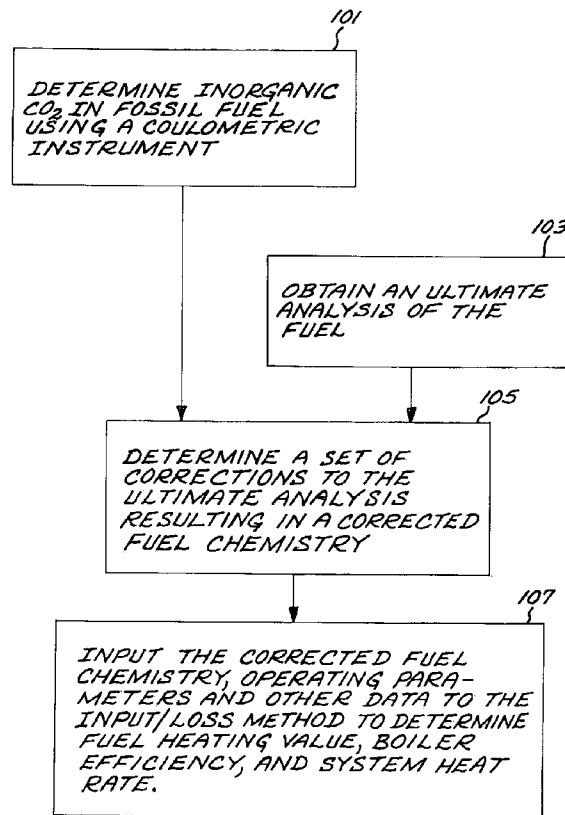 101
DETERMINE INORGANIC
CO₂ IN FOSSIL FUEL
USING A COULOMETRIC
INSTRUMENT
103
OBTAIN AN ULTIMATE
ANALYSIS OF THE
FUEL
105
DETERMINE A SET OF
CORRECTIONS TO THE
ULTIMATE ANALYSIS
RESULTING IN A CORRECTED
FUEL CHEMISTRY
107
INPUT THE CORRECTED FUEL
CHEMISTRY, OPERATING PARA-
METERS AND OTHER DATA TO THE
INPUT/LOSS METHOD TO DETERMINE
FUEL HEATING VALUE, BOILER
EFFICIENCY, AND SYSTEM HEAT
RATE.